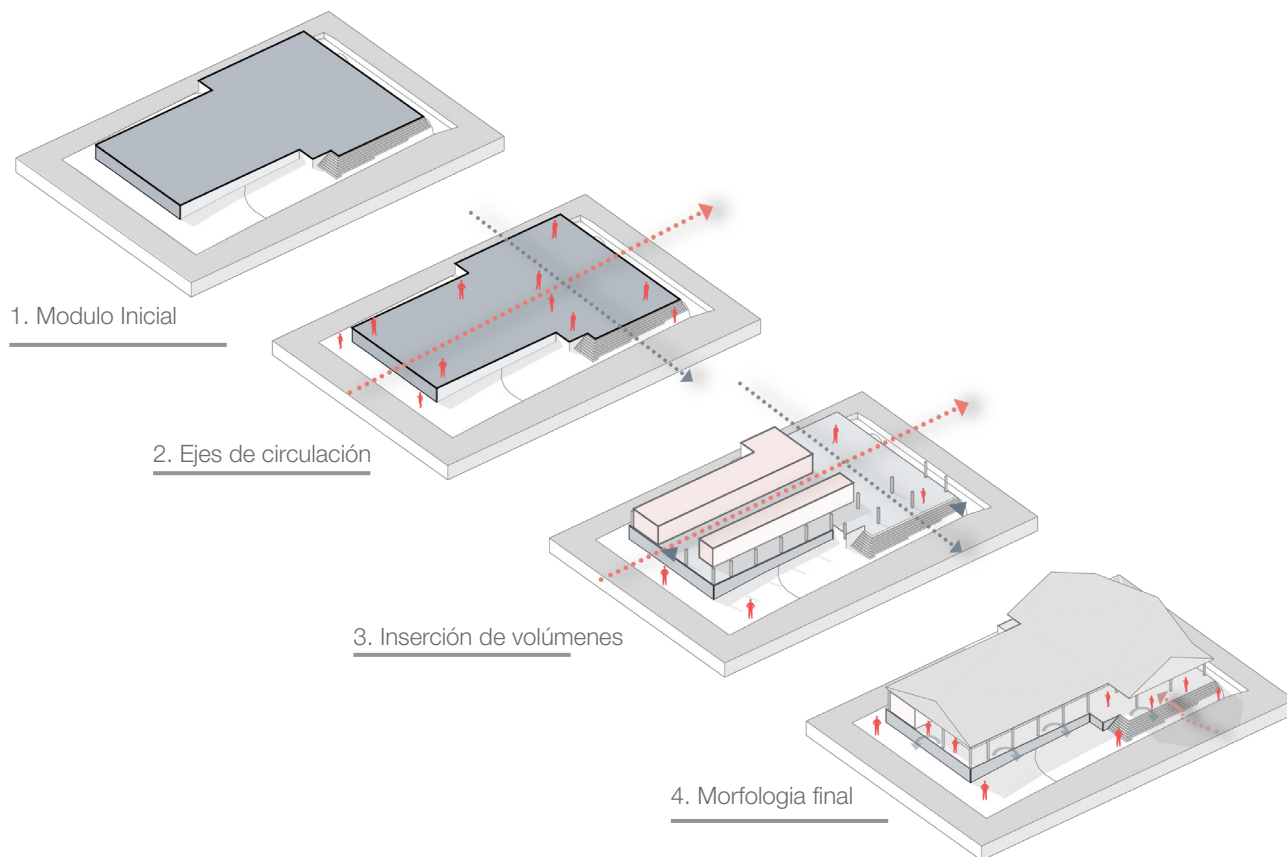 1. Modulo Inicial
2. Ejes de circulación
3. Inserción de volúmenes
4. Morfologia final